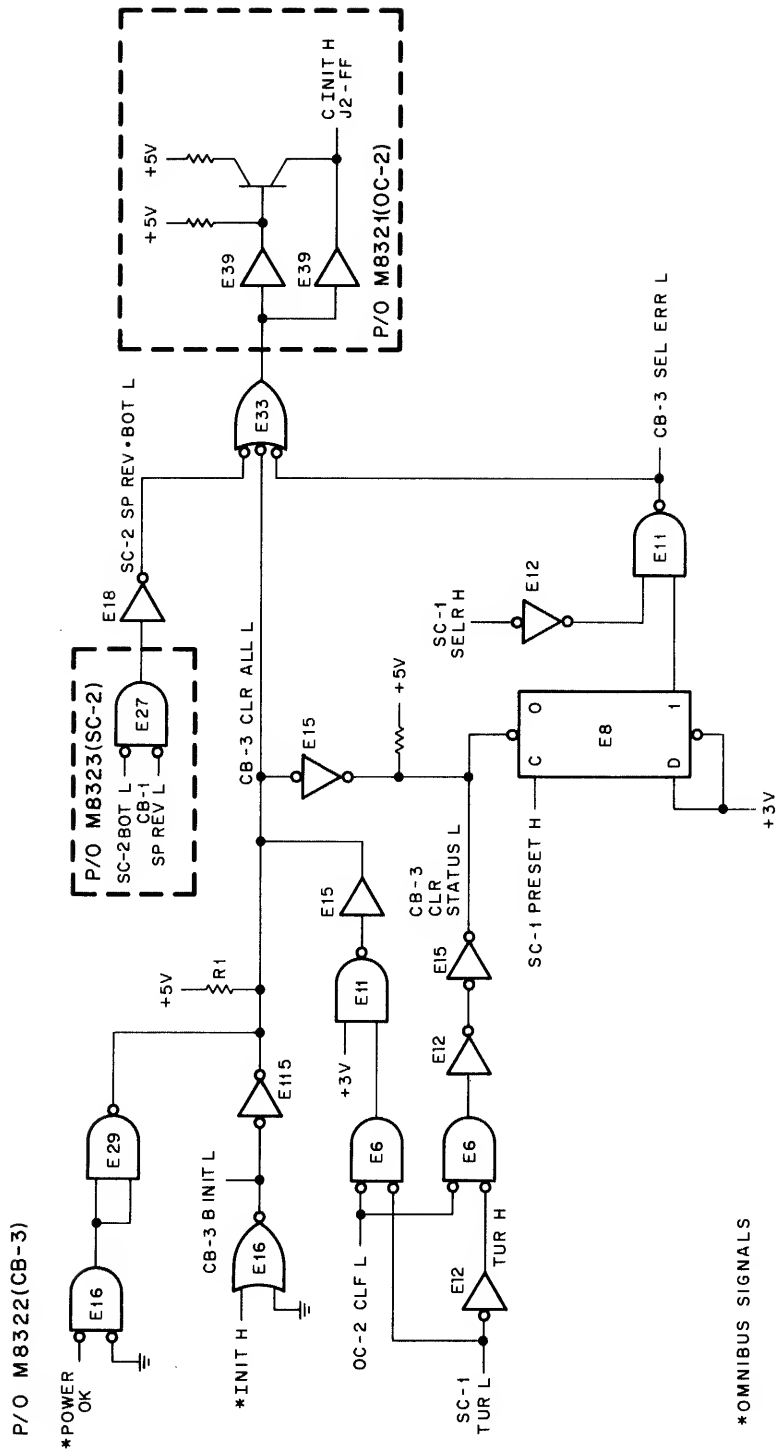 P/O M8322(CB-3)
*POWER
OK
E16
E29
+5V
R1
*INIT H
E16
CB-3 B INIT L
E115
OC-2 CLF L
SC-1
TUR L
E12
TUR H
E6
E6
+3V
E11
E15
E12
E15
CB-3
CLR
STATUS L
P/O M8323(SC-2)
SC-2 BOT L
CB-1
SP REV L
E27
E18
SC-2 SP REV•BOT L
CB-3 CLR ALL L
E15
+5V
SC-1 PRESET H
C
O
E8
D
1
+3V
SC-1
SELR H
E12
E11
CB-3 SEL ERR L
E33
+5V
+5V
E39
E39
C INIT H
J2-FF
P/O M8321(OC-2)
*OMNIBUS SIGNALS